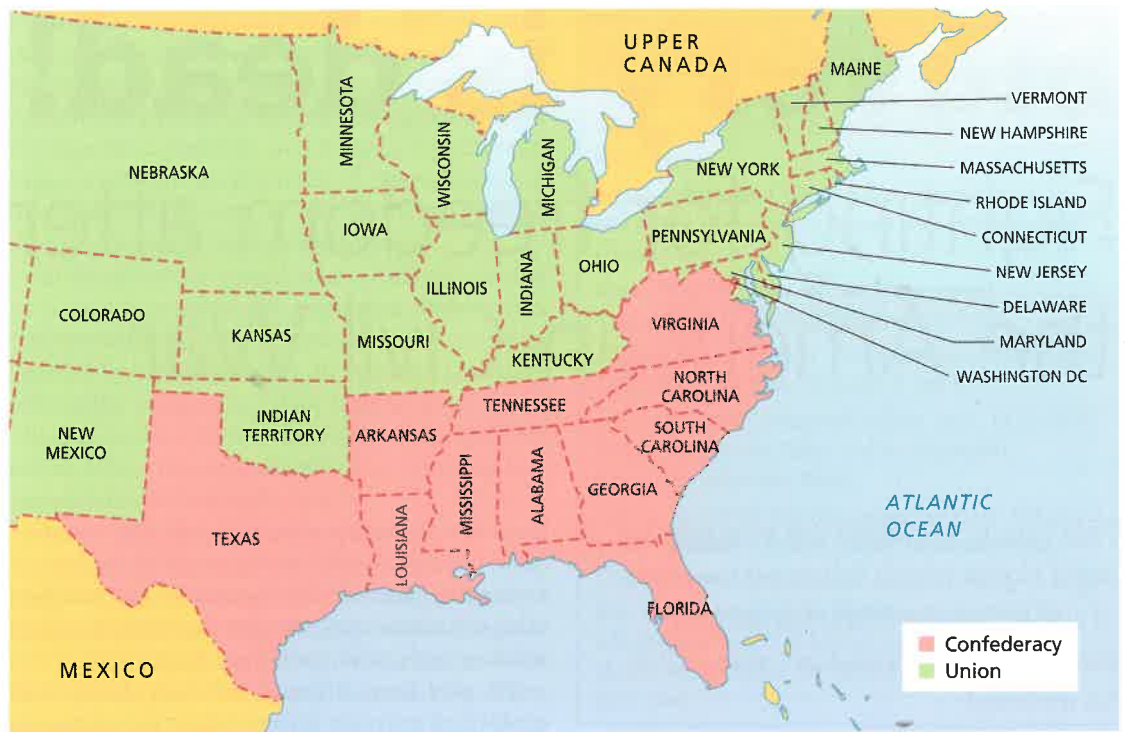 UPPER
CANADA
MAINE
VERMONT
NEW HAMPSHIRE
MASSACHUSETTS
RHODE ISLAND
CONNECTICUT
NEW JERSEY
DELAWARE
MARYLAND
WASHINGTON DC
MINNESOTA
WISCONSIN
MICHIGAN
NEW YORK
NEBRASKA
IOWA
PENNSYLVANIA
ILLINOIS
INDIANA
OHIO
COLORADO
KANSAS
MISSOURI
KENTUCKY
VIRGINIA
NORTH
CAROLINA
TENNESSEE
SOUTH
CAROLINA
INDIAN
TERRITORY
ARKANSAS
NEW
MEXICO
MISSISSIPPI
ALABAMA
GEORGIA
ATLANTIC
OCEAN
TEXAS
LOUISIANA
FLORIDA
MEXICO
Confederacy
Union